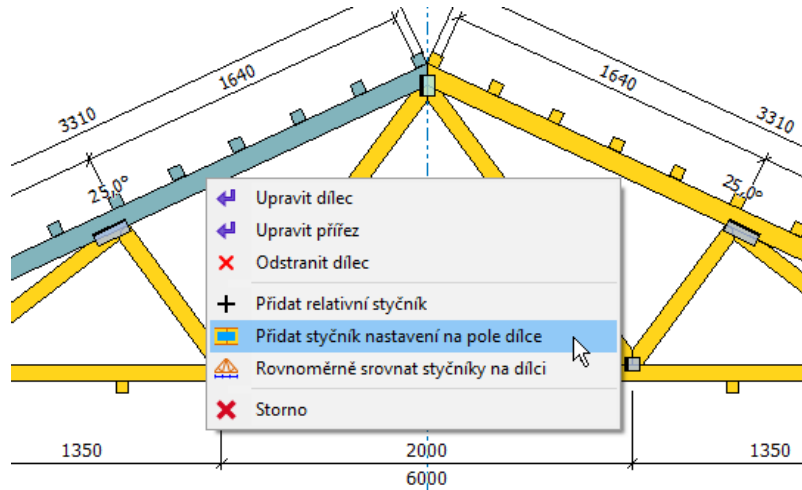 1640
3310
25,0°
1640
3310
25,0°
Upravit dílec
Upravit přířez
Odstranit dílec
Přidat relativní styčník
Přidat styčník nastavení na pole dílce
Rovnoměrně srovnat styčníky na dílci
Storno
1350
2000
1350
6000